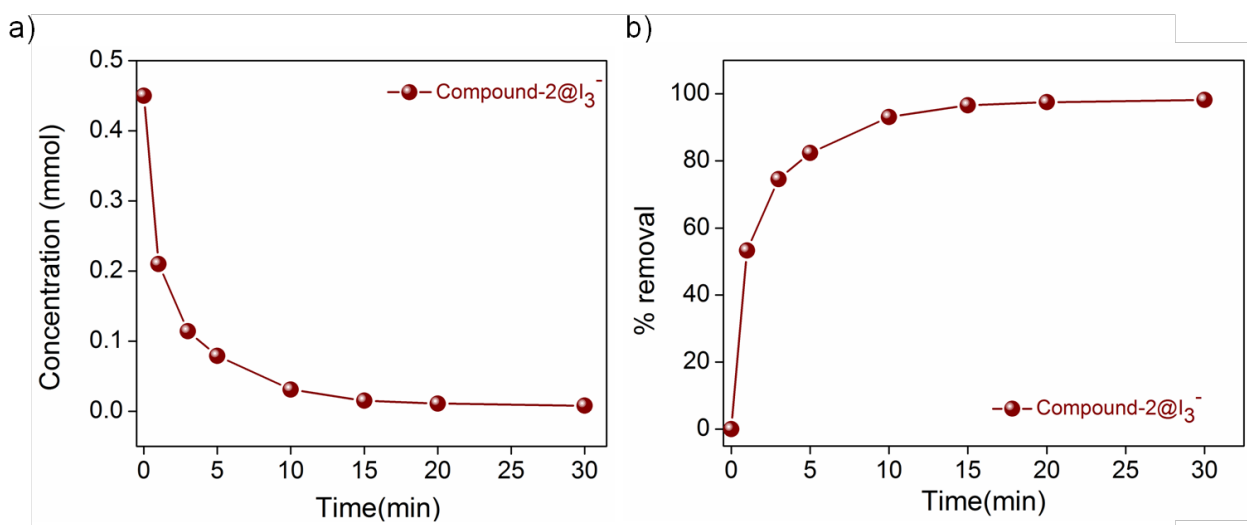 a)
0.5
0.4
0.3
0.2
0.1
0.0
Concentration (mmol)
Compound-2@I₃⁻
0 5 10 15 20 25 30
Time(min)
b)
100
80
60
40
20
0
% removal
Compound-2@I₃⁻
0 5 10 15 20 25 30
Time(min)